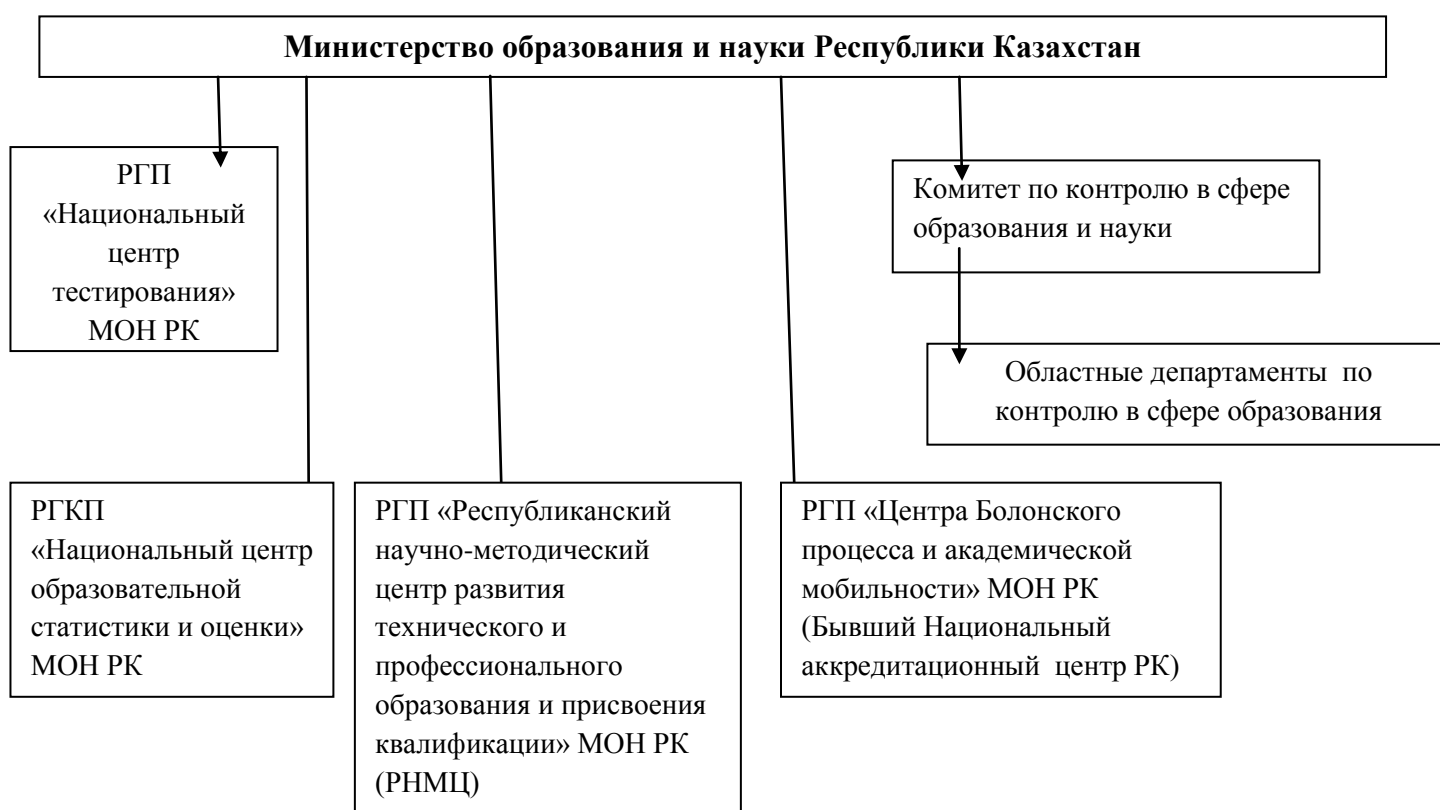 Министерство образования и науки Республики Казахстан
РГП
«Национальный
центр
тестирования»
МОН РК
Комитет по контролю в сфере
образования и науки
Областные департаменты по
контролю в сфере образования
РГКП
«Национальный центр
образовательной
статистики и оценки»
МОН РК
РГП «Республиканский
научно-методический
центр развития
технического и
профессионального
образования и присвоения
квалификации» МОН РК
(РНМЦ)
РГП «Центра Болонского
процесса и академической
мобильности» МОН РК
(Бывший Национальный
аккредитационный центр РК)